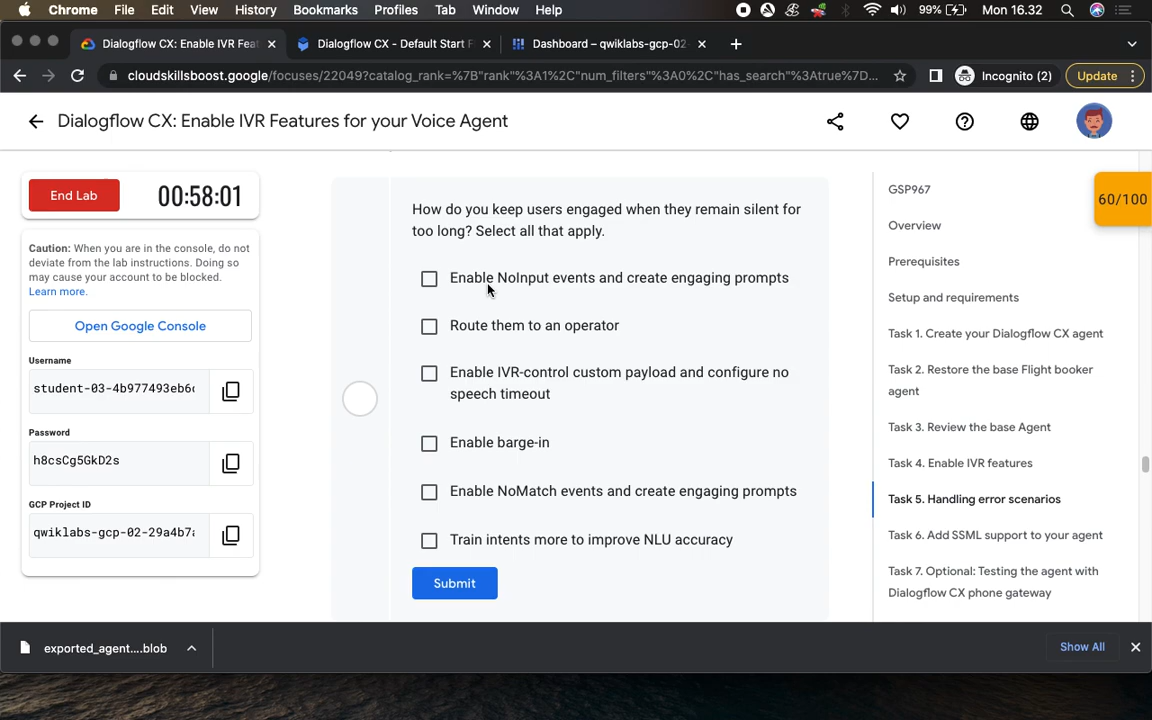 Chrome File Edit View History Bookmarks Profiles Tab Window Help 99% Mon 16.32
Dialogflow CX: Enable IVR Feat Dialogflow CX - Default Start F Dashboard – qwiklabs-gcp-02-
cloudskillsboost.google/focuses/22049?catalog_rank=%7B"rank"%3A1%2C"num_filters"%3A0%2C"has_search"%3Atrue%7D... Incognito (2) Update
Dialogflow CX: Enable IVR Features for your Voice Agent
End Lab 00:58:01
Caution: When you are in the console, do not
deviate from the lab instructions. Doing so
may cause your account to be blocked.
Learn more.
Open Google Console
Username
student-03-4b977493eb6
Password
h8csCg5GkD2s
GCP Project ID
qwiklabs-gcp-02-29a4b7
How do you keep users engaged when they remain silent for
too long? Select all that apply.
Enable NoInput events and create engaging prompts
Route them to an operator
Enable IVR-control custom payload and configure no
speech timeout
Enable barge-in
Enable NoMatch events and create engaging prompts
Train intents more to improve NLU accuracy
Submit
GSP967
60/100
Overview
Prerequisites
Setup and requirements
Task 1. Create your Dialogflow CX agent
Task 2. Restore the base Flight booker
agent
Task 3. Review the base Agent
Task 4. Enable IVR features
Task 5. Handling error scenarios
Task 6. Add SSML support to your agent
Task 7. Optional: Testing the agent with
Dialogflow CX phone gateway
exported_agent....blob Show All